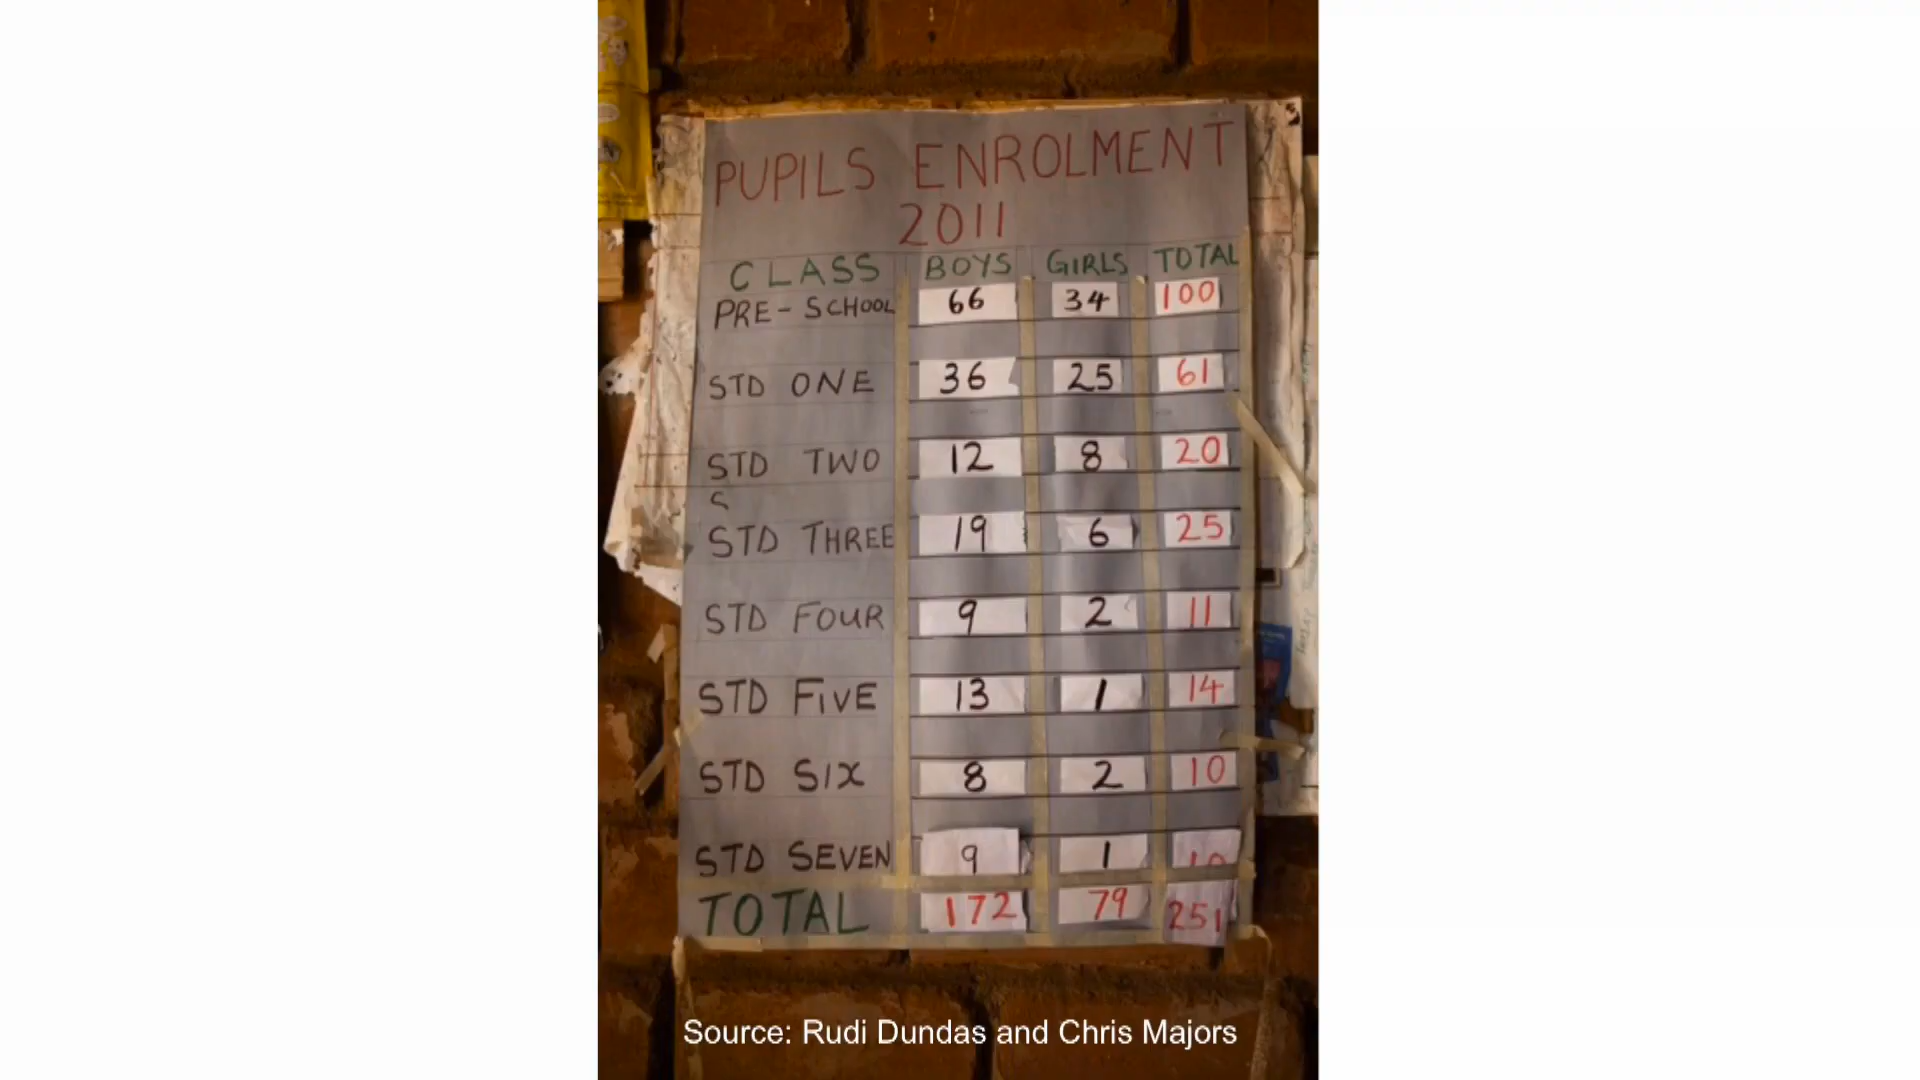 PUPILS ENROLMENT
2011
CLASS BOYS GIRLS TOTAL
PRE-SCHOOL 66 34 100
STD ONE 36 25 61
STD TWO 12 8 20
S
STD THREE 19 6 25
STD FOUR 9 2 11
STD FIVE 13 1 14
STD SIX 8 2 10
STD SEVEN 9 1 10
TOTAL 172 79 251
Source: Rudi Dundas and Chris Majors